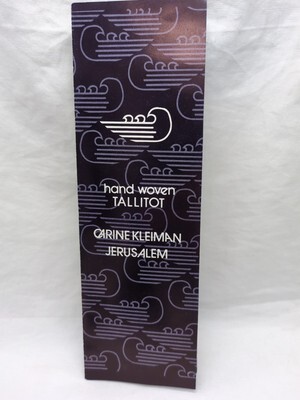 hand woven
TALLITOT
CARINE KLEIMAN
JERUSALEM